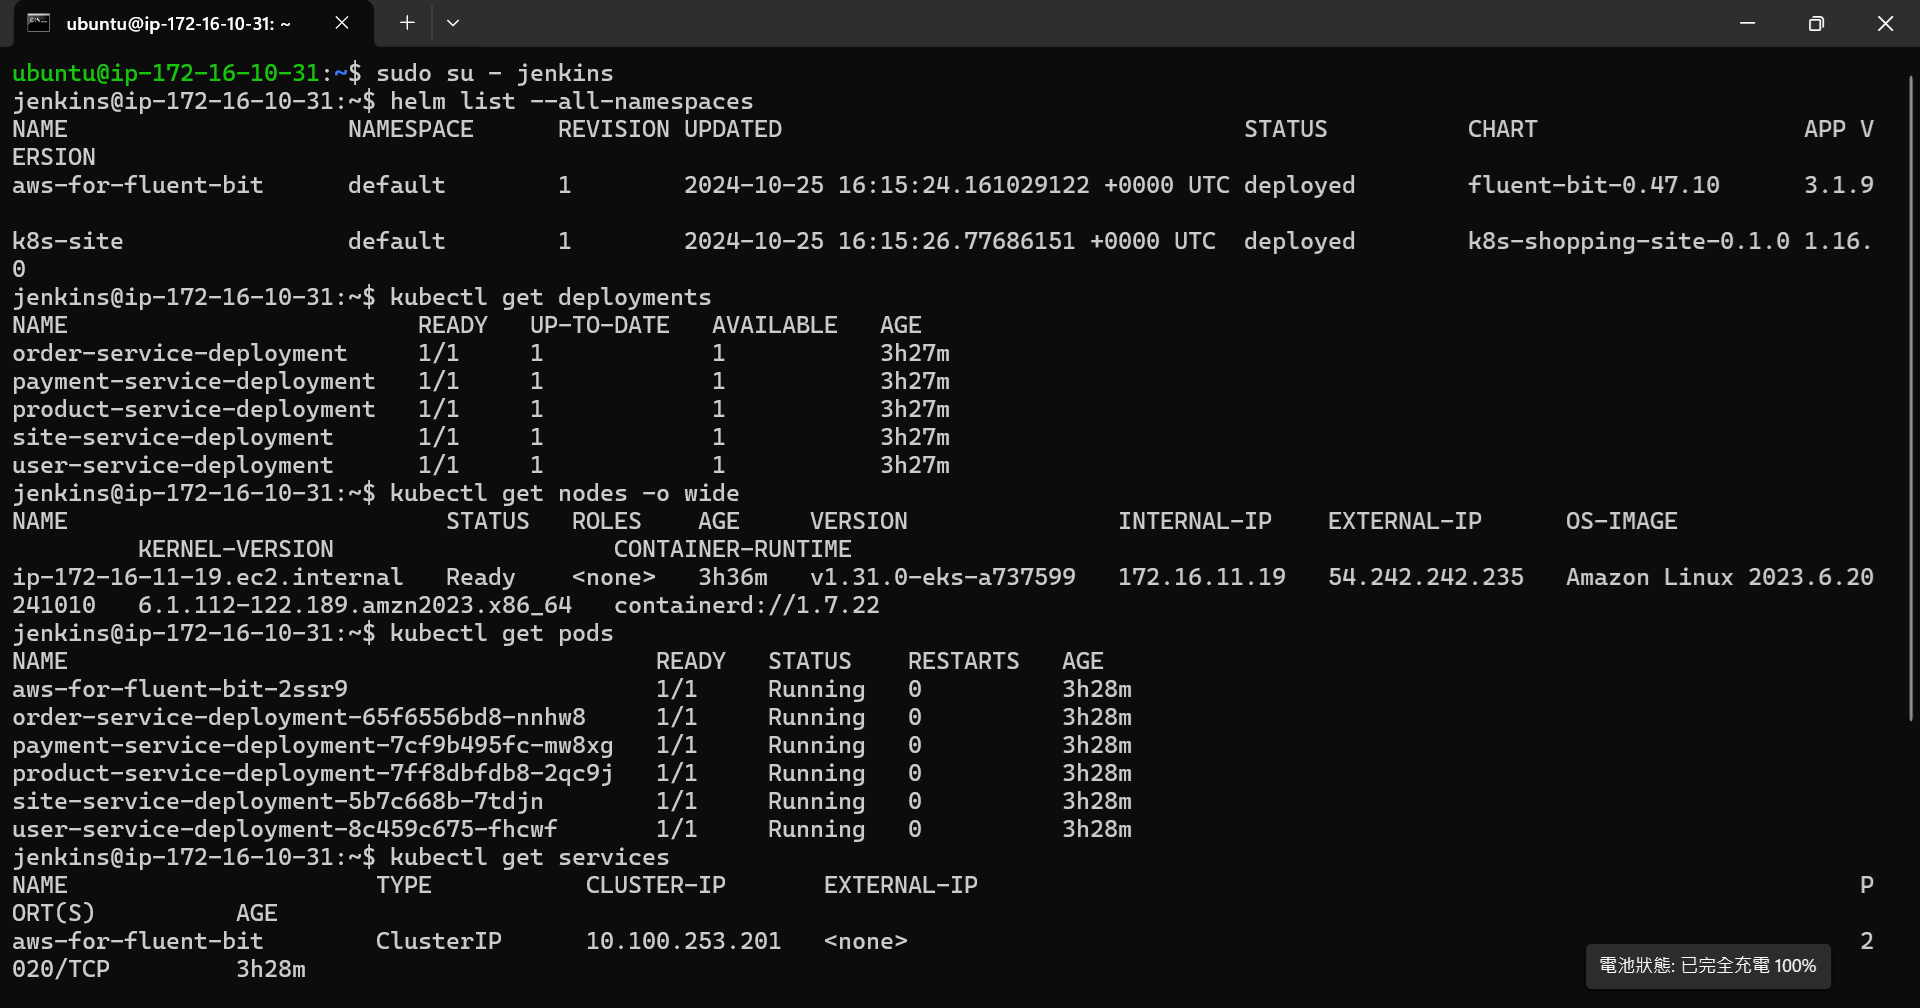 ubuntu@ip-172-16-10-31: ~
ubuntu@ip-172-16-10-31:~$ sudo su - jenkins
jenkins@ip-172-16-10-31:~$ helm list --all-namespaces
NAME                    NAMESPACE      REVISION UPDATED                                 STATUS          CHART                   APP V
ERSION
aws-for-fluent-bit      default        1        2024-10-25 16:15:24.161029122 +0000 UTC deployed        fluent-bit-0.47.10      3.1.9
k8s-site                default        1        2024-10-25 16:15:26.77686151 +0000 UTC  deployed        k8s-shopping-site-0.1.0 1.16.
0
jenkins@ip-172-16-10-31:~$ kubectl get deployments
NAME                         READY   UP-TO-DATE   AVAILABLE   AGE
order-service-deployment     1/1     1            1           3h27m
payment-service-deployment   1/1     1            1           3h27m
product-service-deployment   1/1     1            1           3h27m
site-service-deployment      1/1     1            1           3h27m
user-service-deployment      1/1     1            1           3h27m
jenkins@ip-172-16-10-31:~$ kubectl get nodes -o wide
NAME                           STATUS   ROLES    AGE     VERSION               INTERNAL-IP    EXTERNAL-IP      OS-IMAGE
         KERNEL-VERSION                    CONTAINER-RUNTIME
ip-172-16-11-19.ec2.internal   Ready    <none>   3h36m   v1.31.0-eks-a737599   172.16.11.19   54.242.242.235   Amazon Linux 2023.6.20
241010   6.1.112-122.189.amzn2023.x86_64   containerd://1.7.22
jenkins@ip-172-16-10-31:~$ kubectl get pods
NAME                                          READY   STATUS    RESTARTS   AGE
aws-for-fluent-bit-2ssr9                      1/1     Running   0          3h28m
order-service-deployment-65f6556bd8-nnhw8     1/1     Running   0          3h28m
payment-service-deployment-7cf9b495fc-mw8xg   1/1     Running   0          3h28m
product-service-deployment-7ff8dbfdb8-2qc9j   1/1     Running   0          3h28m
site-service-deployment-5b7c668b-7tdjn        1/1     Running   0          3h28m
user-service-deployment-8c459c675-fhcwf       1/1     Running   0          3h28m
jenkins@ip-172-16-10-31:~$ kubectl get services
NAME                      TYPE           CLUSTER-IP       EXTERNAL-IP                                                               P
ORT(S)          AGE
aws-for-fluent-bit        ClusterIP      10.100.253.201   <none>                                                                    2
020/TCP         3h28m
電池狀態: 已完全充電 100%